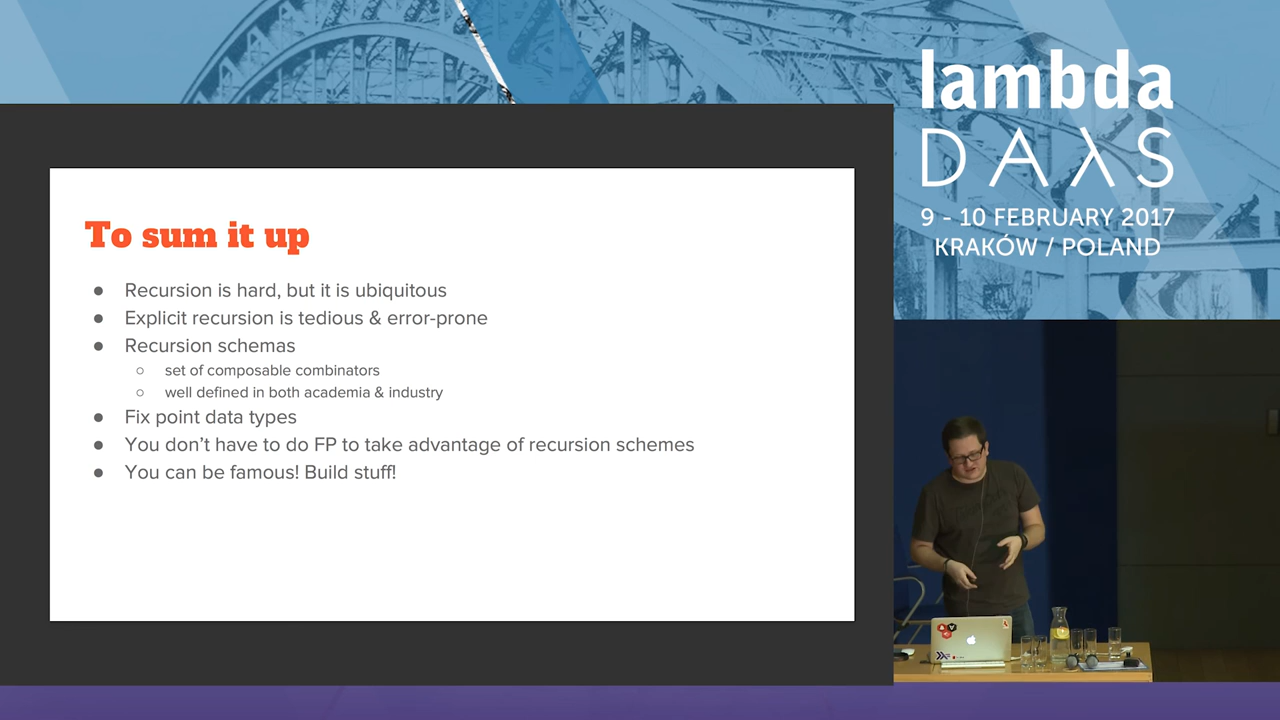 lambda
DAYS
9 - 10 FEBRUARY 2017
KRAKÓW / POLAND
To sum it up
● Recursion is hard, but it is ubiquitous
● Explicit recursion is tedious & error-prone
● Recursion schemas
○ set of composable combinators
○ well defined in both academia & industry
● Fix point data types
● You don't have to do FP to take advantage of recursion schemes
● You can be famous! Build stuff!